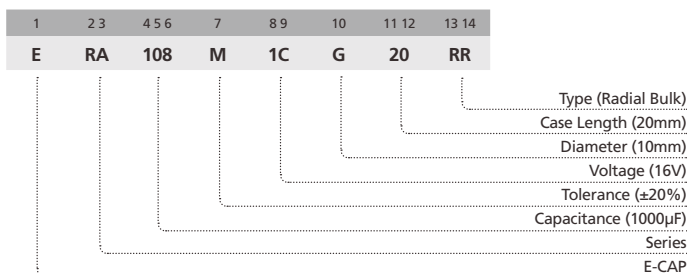 1 2 3 4 5 6 7 8 9 10 11 12 13 14
E RA 108 M 1C G 20 RR
Type (Radial Bulk)
Case Length (20mm)
Diameter (10mm)
Voltage (16V)
Tolerance (±20%)
Capacitance (1000µF)
Series
E-CAP